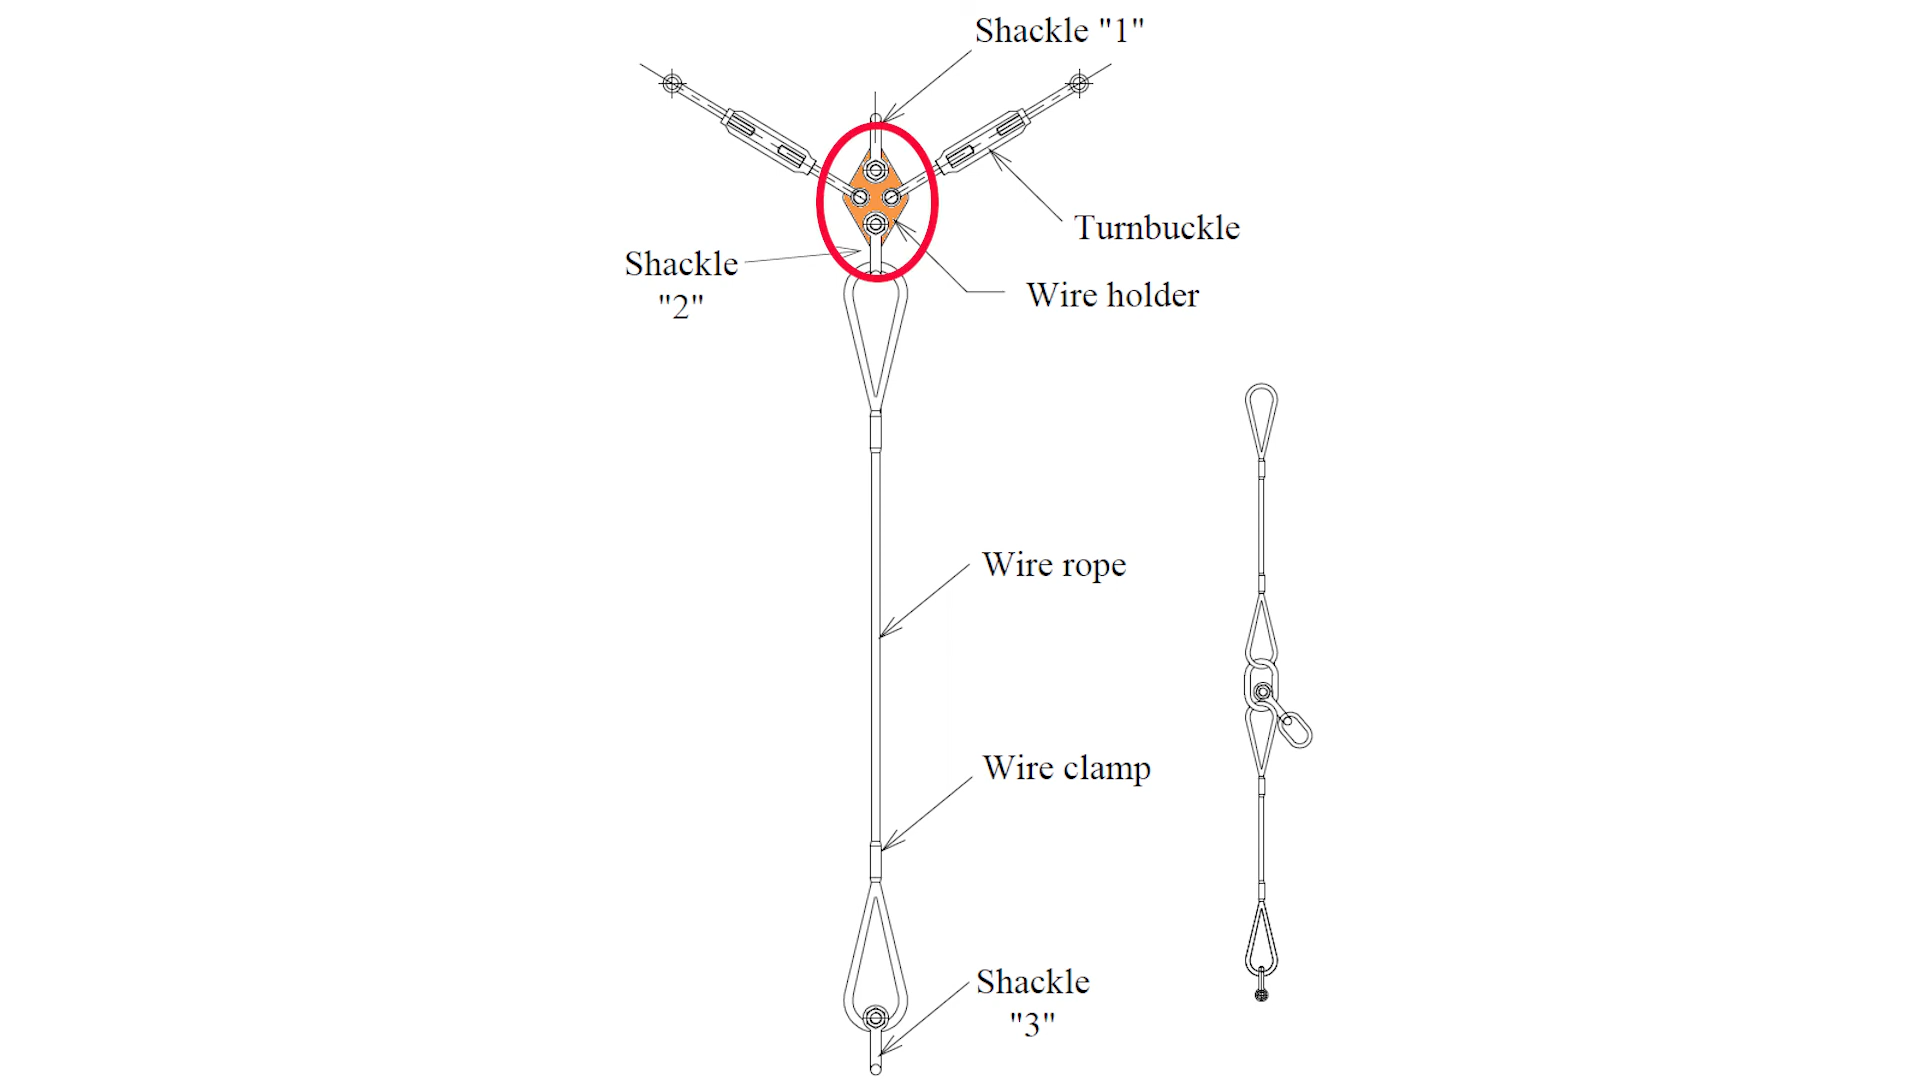 Shackle "1"
Turnbuckle
Shackle
"2"
Wire holder
Wire rope
Wire clamp
Shackle
"3"